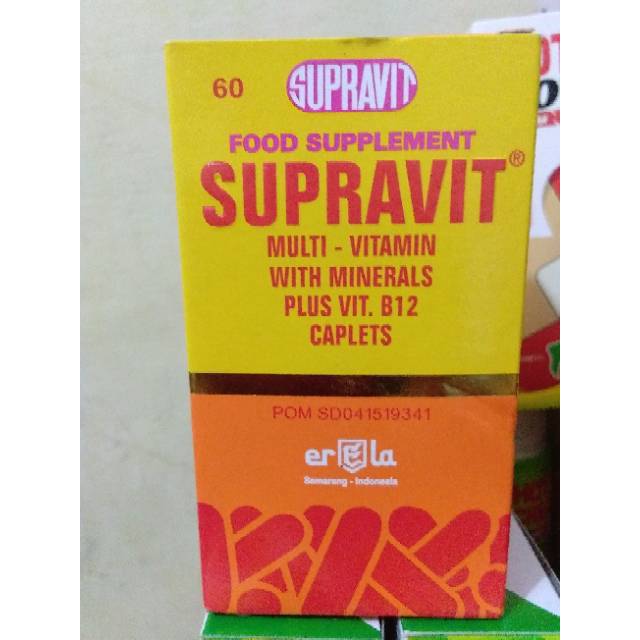 60
SUPRAVIT
FOOD SUPPLEMENT
SUPRAVIT®
MULTI - VITAMIN
WITH MINERALS
PLUS VIT. B12
CAPLETS
POM SD041519341
erela
Semarang - Indonesia